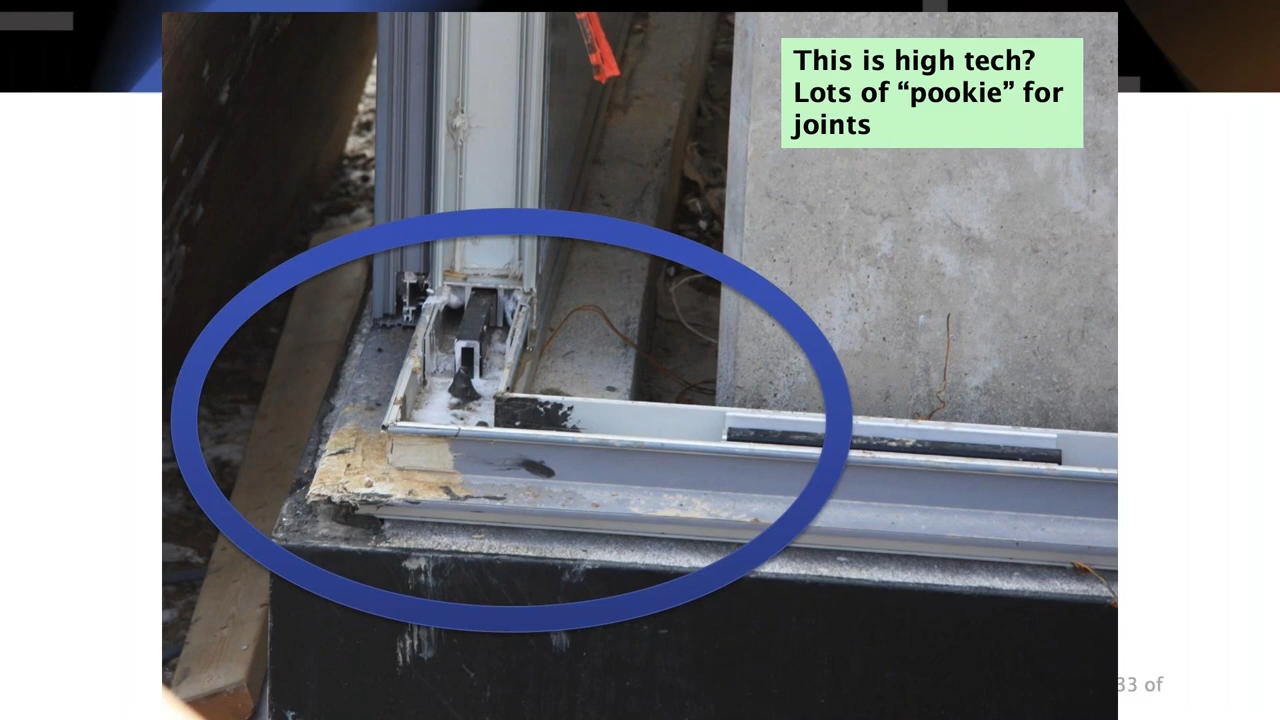 This is high tech?
Lots of “pookie” for
joints
33 of